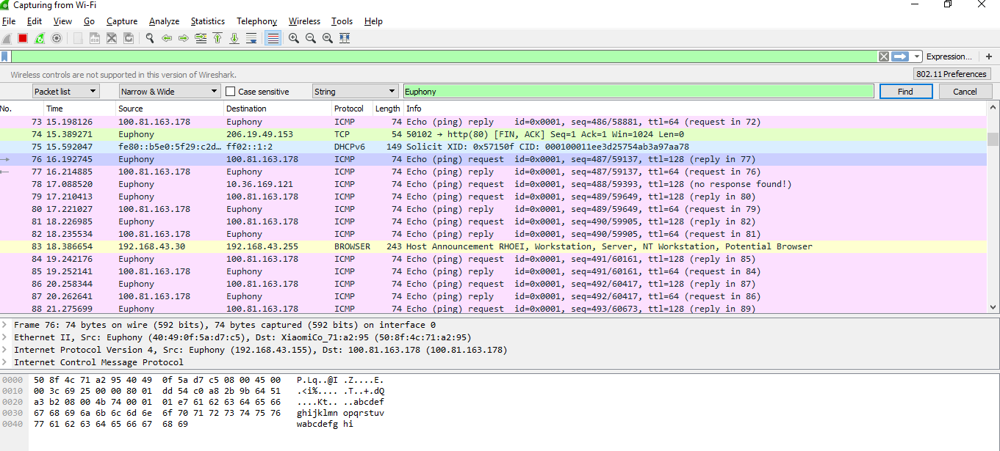 Capturing from Wi-Fi
File Edit View Go Capture Analyze Statistics Telephony Wireless Tools Help
Expression... +
Wireless controls are not supported in this version of Wireshark. 802.11 Preferences
Packet list Narrow & Wide Case sensitive String Euphony Find Cancel
No. Time Source Destination Protocol Length Info
73 15.198126 100.81.163.178 Euphony ICMP 74 Echo (ping) reply id=0x0001, seq=486/58881, ttl=64 (request in 72)
74 15.389271 Euphony 206.19.49.153 TCP 54 50102 → http(80) [FIN, ACK] Seq=1 Ack=1 Win=1024 Len=0
75 15.592047 fe80::b5e0:5f29:c2d… ff02::1:2 DHCPv6 149 Solicit XID: 0x57150f CID: 000100011ee3d25754ab3a97aa78
76 16.192745 Euphony 100.81.163.178 ICMP 74 Echo (ping) request id=0x0001, seq=487/59137, ttl=128 (reply in 77)
77 16.214885 100.81.163.178 Euphony ICMP 74 Echo (ping) reply id=0x0001, seq=487/59137, ttl=64 (request in 76)
78 17.088520 Euphony 10.36.169.121 ICMP 74 Echo (ping) request id=0x0001, seq=488/59393, ttl=128 (no response found!)
79 17.210413 Euphony 100.81.163.178 ICMP 74 Echo (ping) request id=0x0001, seq=489/59649, ttl=128 (reply in 80)
80 17.221027 100.81.163.178 Euphony ICMP 74 Echo (ping) reply id=0x0001, seq=489/59649, ttl=64 (request in 79)
81 18.226985 Euphony 100.81.163.178 ICMP 74 Echo (ping) request id=0x0001, seq=490/59905, ttl=128 (reply in 82)
82 18.235534 100.81.163.178 Euphony ICMP 74 Echo (ping) reply id=0x0001, seq=490/59905, ttl=64 (request in 81)
83 18.386654 192.168.43.30 192.168.43.255 BROWSER 243 Host Announcement RHOEI, Workstation, Server, NT Workstation, Potential Browser
84 19.242176 Euphony 100.81.163.178 ICMP 74 Echo (ping) request id=0x0001, seq=491/60161, ttl=128 (reply in 85)
85 19.252141 100.81.163.178 Euphony ICMP 74 Echo (ping) reply id=0x0001, seq=491/60161, ttl=64 (request in 84)
86 20.258344 Euphony 100.81.163.178 ICMP 74 Echo (ping) request id=0x0001, seq=492/60417, ttl=128 (reply in 87)
87 20.262641 100.81.163.178 Euphony ICMP 74 Echo (ping) reply id=0x0001, seq=492/60417, ttl=64 (request in 86)
88 21.275699 Euphony 100.81.163.178 ICMP 74 Echo (ping) request id=0x0001, seq=493/60673, ttl=128 (reply in 89)
Frame 76: 74 bytes on wire (592 bits), 74 bytes captured (592 bits) on interface 0
Ethernet II, Src: Euphony (40:49:0f:5a:d7:c5), Dst: XiaomiCo_71:a2:95 (50:8f:4c:71:a2:95)
Internet Protocol Version 4, Src: Euphony (192.168.43.155), Dst: 100.81.163.178 (100.81.163.178)
Internet Control Message Protocol
0000 50 8f 4c 71 a2 95 40 49 0f 5a d7 c5 08 00 45 00 P.Lq..@I .Z....E.
0010 00 3c 69 25 00 00 80 01 dd 54 c0 a8 2b 9b 64 51 .<i%.... .T..+.dQ
0020 a3 b2 08 00 4b 74 00 01 01 e7 61 62 63 64 65 66 ....Kt.. ..abcdef
0030 67 68 69 6a 6b 6c 6d 6e 6f 70 71 72 73 74 75 76 ghijklmn opqrstuv
0040 77 61 62 63 64 65 66 67 68 69 wabcdefg hi